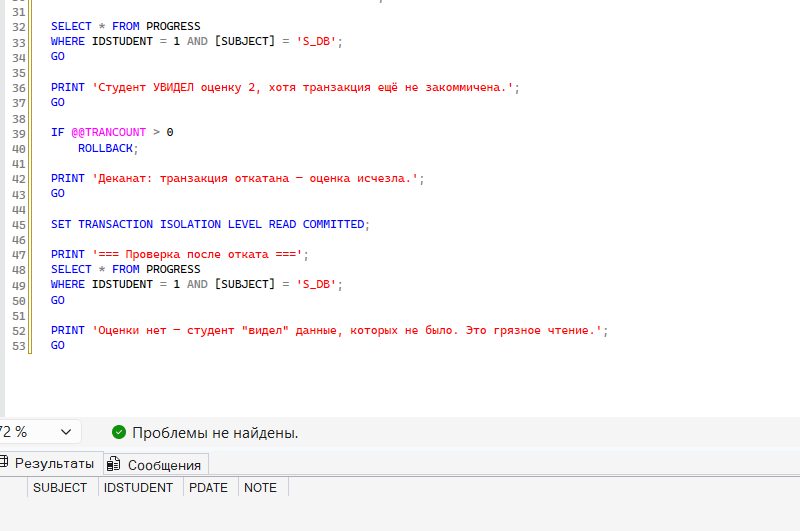 31
32 SELECT * FROM PROGRESS
33 WHERE IDSTUDENT = 1 AND [SUBJECT] = 'S_DB';
34 GO
35
36 PRINT 'Студент УВИДЕЛ оценку 2, хотя транзакция ещё не закоммичена.';
37 GO
38
39 IF @@TRANCOUNT > 0
40 ROLLBACK;
41
42 PRINT 'Деканат: транзакция откатана — оценка исчезла.';
43 GO
44
45 SET TRANSACTION ISOLATION LEVEL READ COMMITTED;
46
47 PRINT '=== Проверка после отката ===';
48 SELECT * FROM PROGRESS
49 WHERE IDSTUDENT = 1 AND [SUBJECT] = 'S_DB';
50 GO
51
52 PRINT 'Оценки нет — студент "видел" данные, которых не было. Это грязное чтение.';
53 GO
72 % Проблемы не найдены.
Результаты Сообщения
SUBJECT IDSTUDENT PDATE NOTE